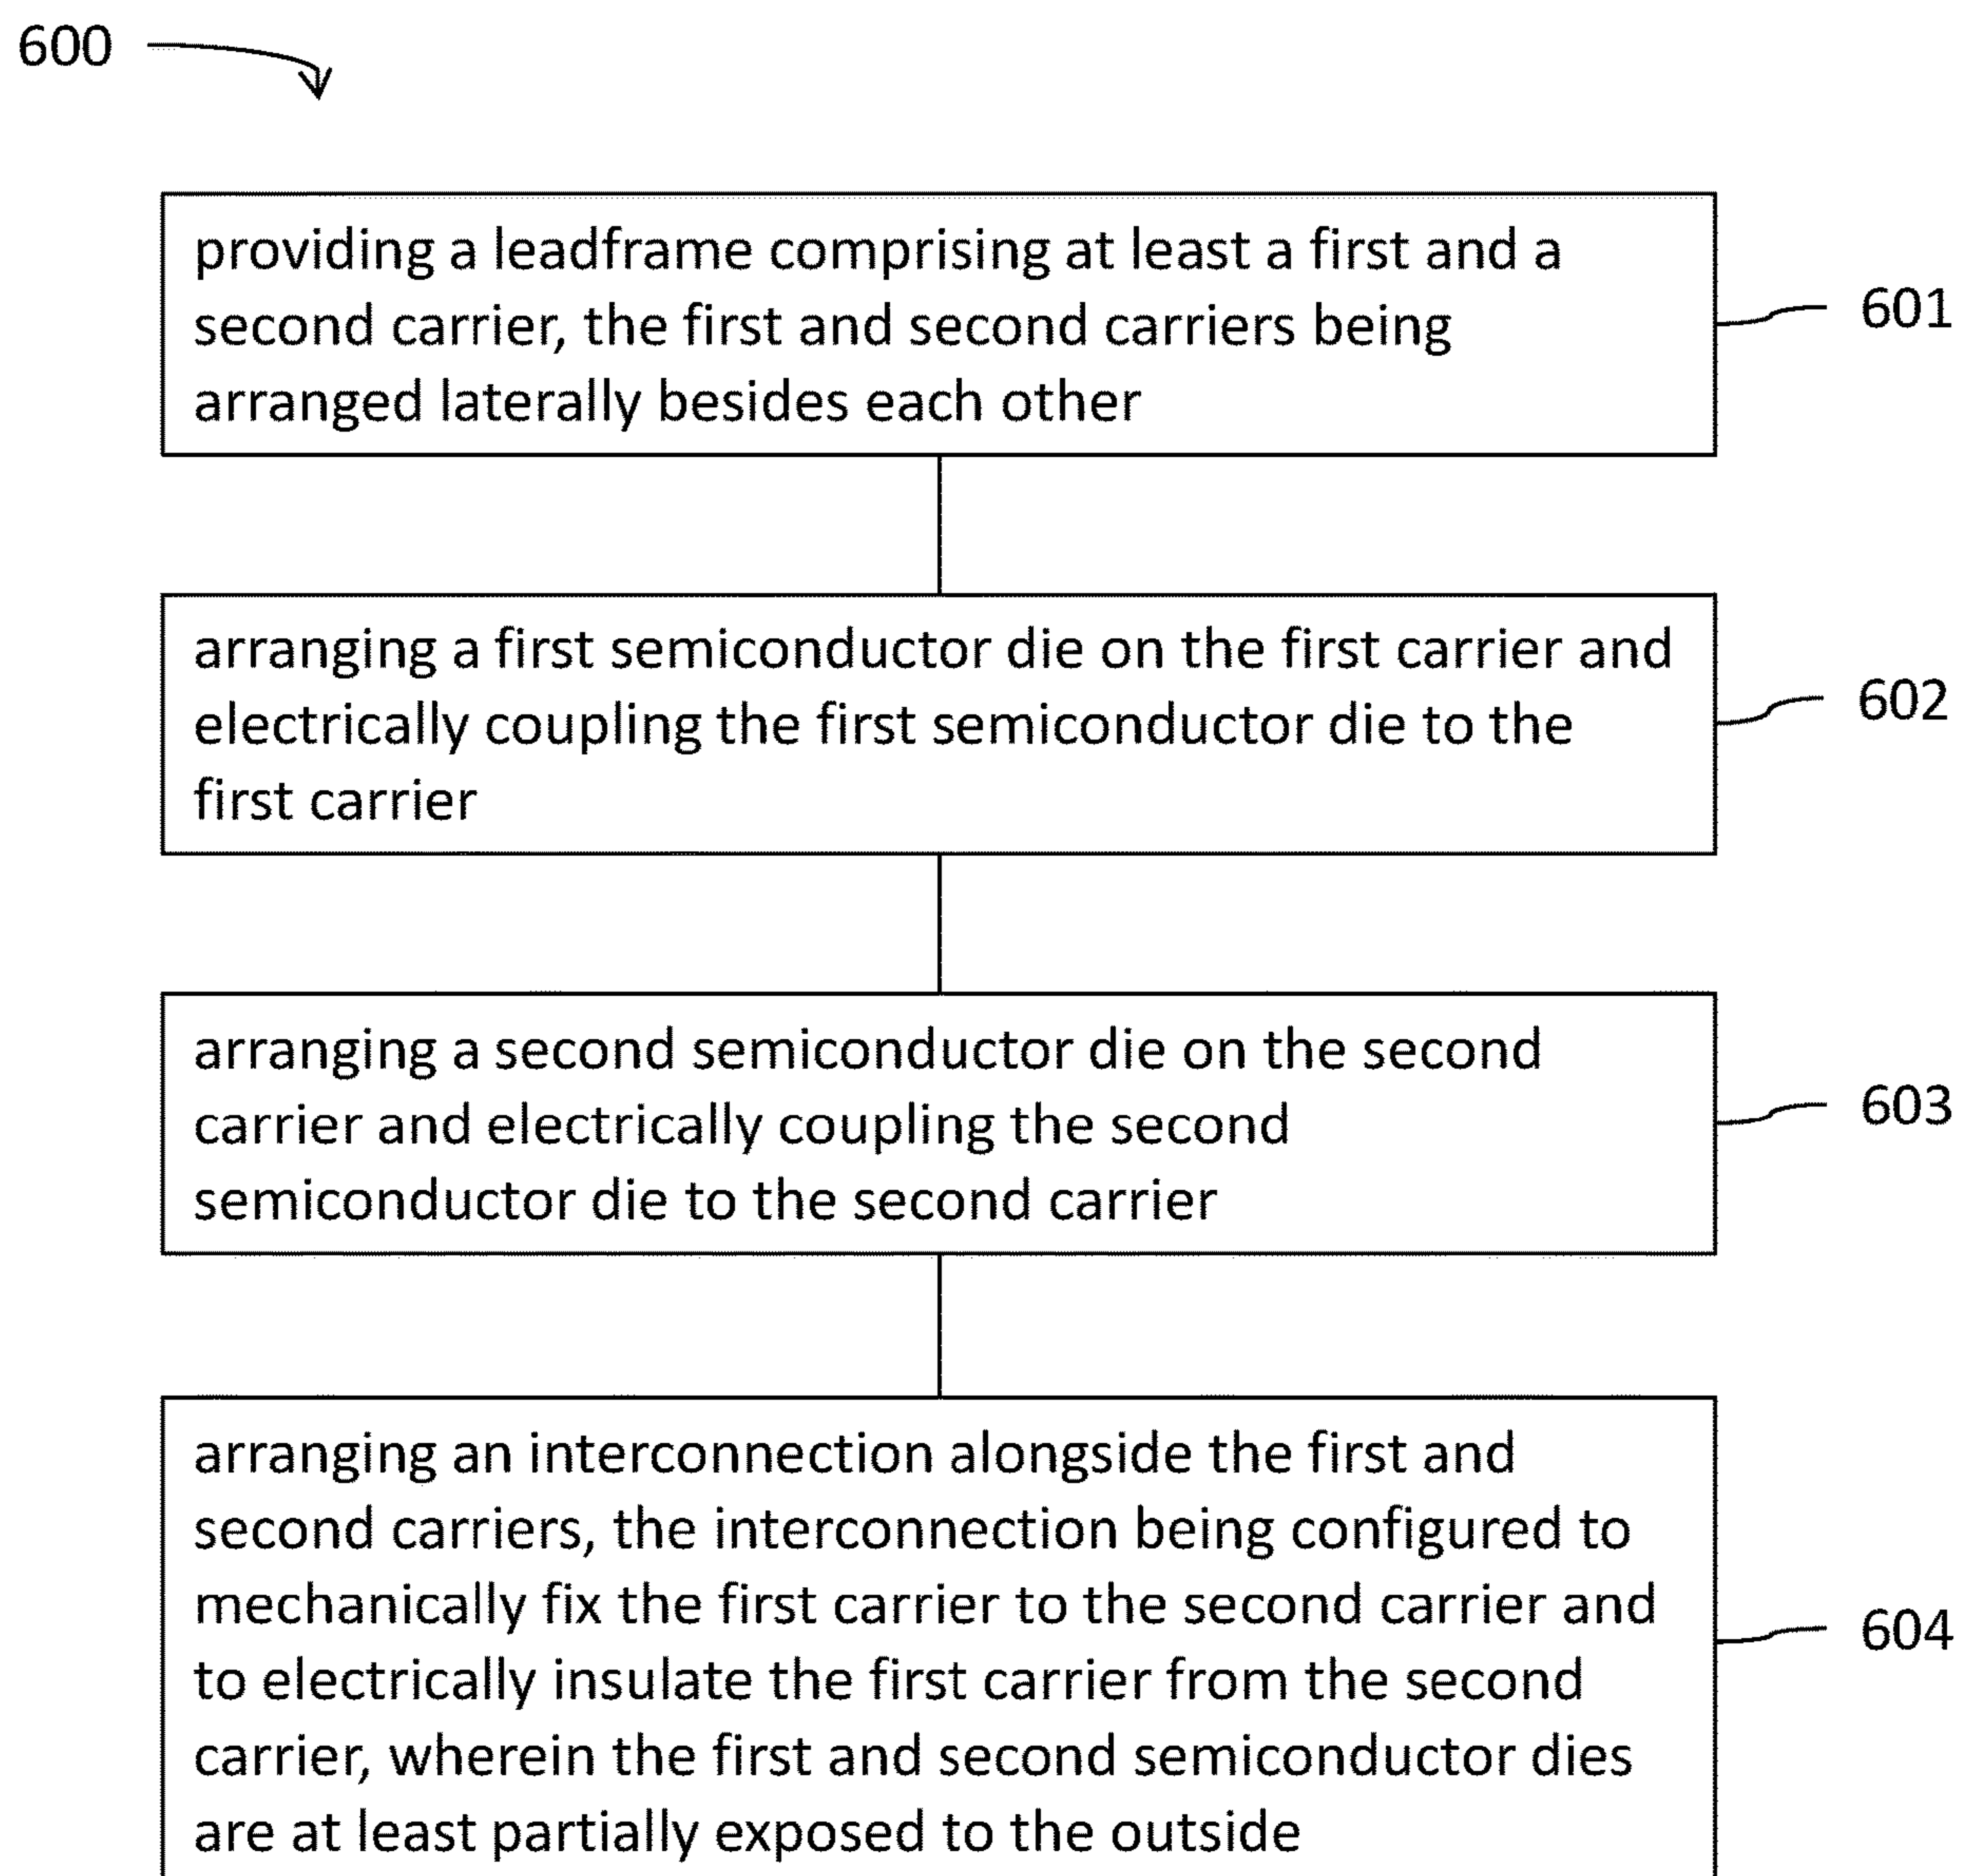 600
providing a leadframe comprising at least a first and a
second carrier, the first and second carriers being
arranged laterally besides each other
601
arranging a first semiconductor die on the first carrier and
electrically coupling the first semiconductor die to the
first carrier
602
arranging a second semiconductor die on the second
carrier and electrically coupling the second
semiconductor die to the second carrier
603
arranging an interconnection alongside the first and
second carriers, the interconnection being configured to
mechanically fix the first carrier to the second carrier and
to electrically insulate the first carrier from the second
carrier, wherein the first and second semiconductor dies
are at least partially exposed to the outside
604